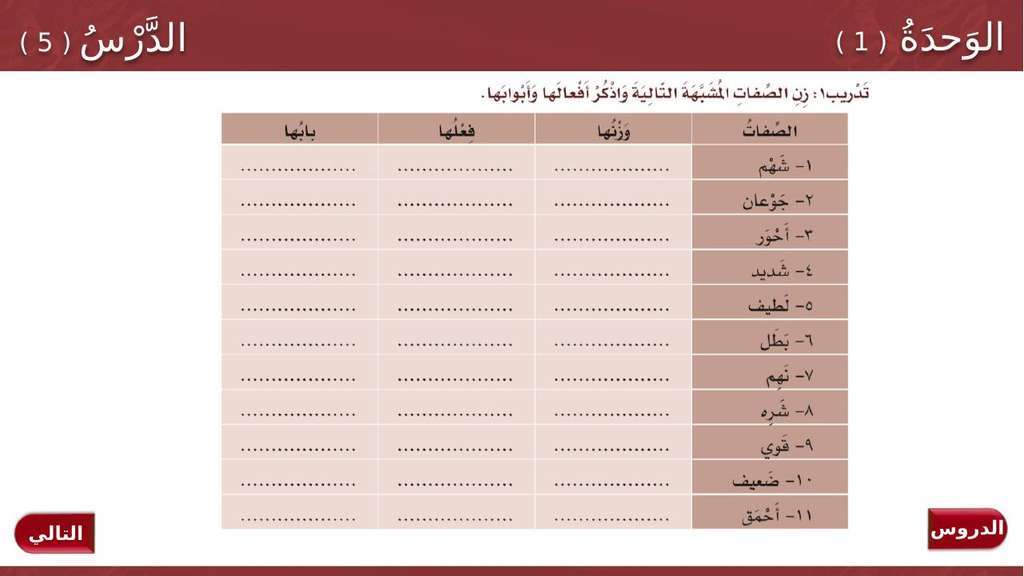 الوَحدَةُ ( 1 )
الدَّرْسُ ( 5 )
تَدْريب١: زِنِ الصِّفاتِ المُشَبَّهَةَ التّالِيَةَ وَاذْكُرْ أَفْعالَها وَأَبْوابَها.
الصِّفاتُ وَزْنُها فِعْلُها بابُها
١- شَهْم ................... ................... ...................
٢- جَوْعان ................... ................... ...................
٣- أَحْوَر ................... ................... ...................
٤- شَديد ................... ................... ...................
٥- لَطيف ................... ................... ...................
٦- بَطَل ................... ................... ...................
٧- نَهِم ................... ................... ...................
٨- شَرِه ................... ................... ...................
٩- قَوي ................... ................... ...................
١٠- ضَعيف ................... ................... ...................
١١- أَحْمَق ................... ................... ...................
الدروس
التالي